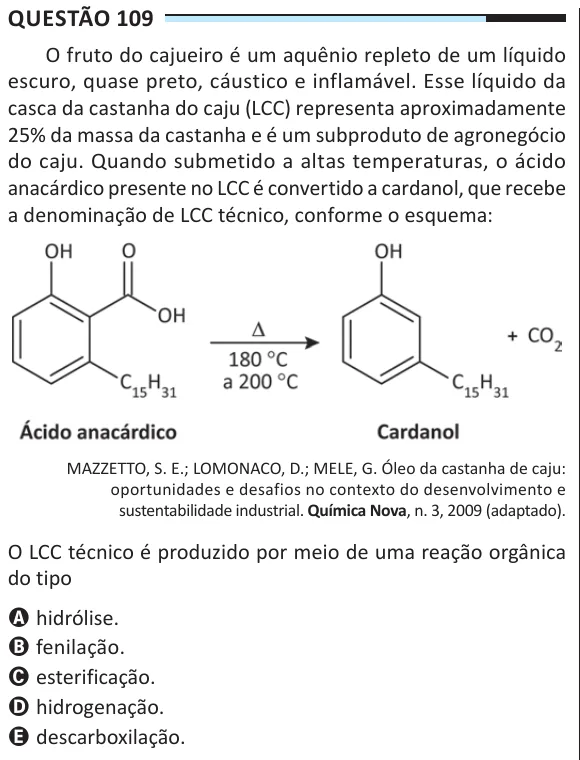 QUESTÃO 109
O fruto do cajueiro é um aquênio repleto de um líquido
escuro, quase preto, cáustico e inflamável. Esse líquido da
casca da castanha do caju (LCC) representa aproximadamente
25% da massa da castanha e é um subproduto de agronegócio
do caju. Quando submetido a altas temperaturas, o ácido
anacárdico presente no LCC é convertido a cardanol, que recebe
a denominação de LCC técnico, conforme o esquema:
OH O OH
OH
Δ
+ CO2
180 °C
C15H31 a 200 °C C15H31
Ácido anacárdico Cardanol
MAZZETTO, S. E.; LOMONACO, D.; MELE, G. Óleo da castanha de caju:
oportunidades e desafios no contexto do desenvolvimento e
sustentabilidade industrial. Química Nova, n. 3, 2009 (adaptado).
O LCC técnico é produzido por meio de uma reação orgânica
do tipo
A hidrólise.
B fenilação.
C esterificação.
D hidrogenação.
E descarboxilação.